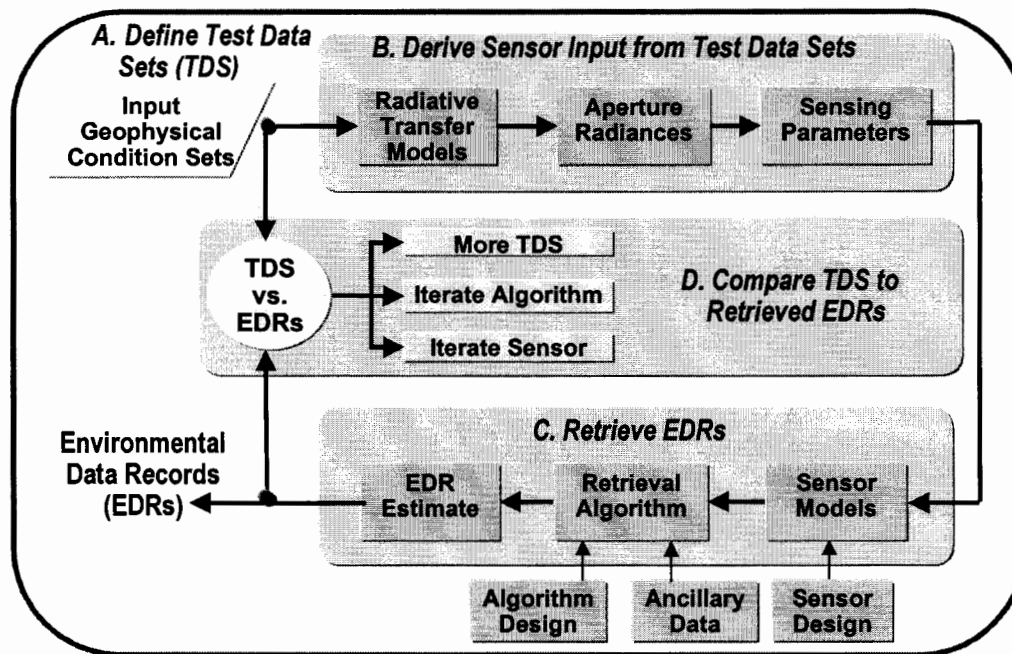 A. Define Test Data
Sets (TDS)
Input
Geophysical
Condition Sets
B. Derive Sensor Input from Test Data Sets
Radiative
Transfer
Models
Aperture
Radiances
Sensing
Parameters
TDS
vs.
EDRs
More TDS
Iterate Algorithm
Iterate Sensor
D. Compare TDS to
Retrieved EDRs
C. Retrieve EDRs
Environmental
Data Records
(EDRs)
EDR
Estimate
Retrieval
Algorithm
Sensor
Models
Algorithm
Design
Ancillary
Data
Sensor
Design